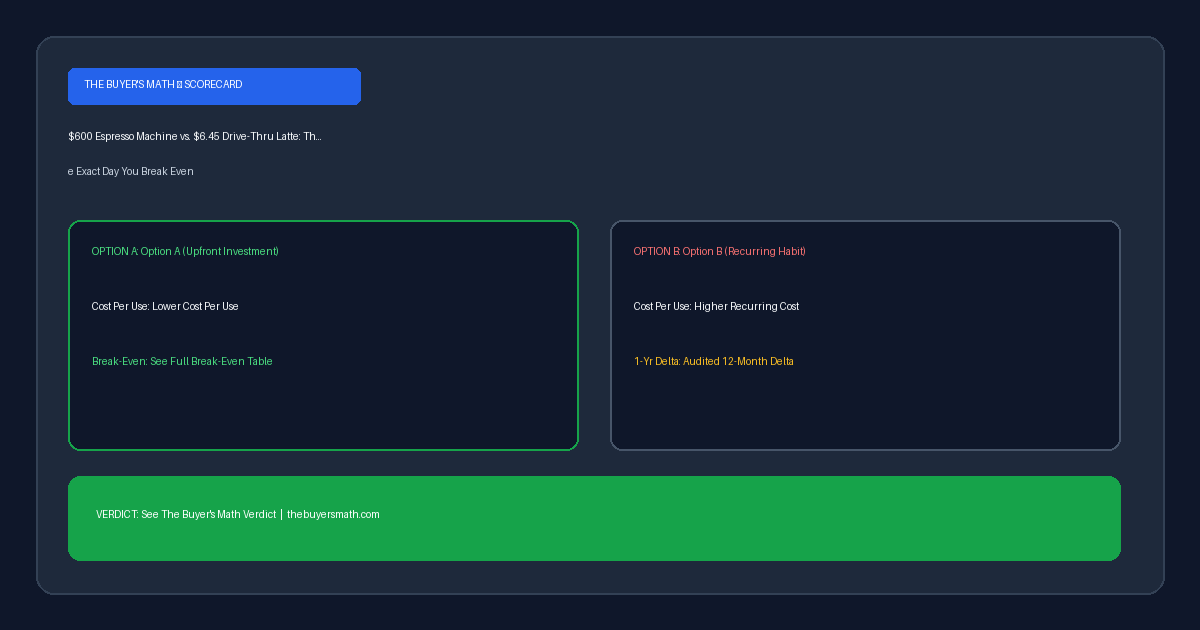 THE BUYER'S MATH ▯ SCORECARD
$600 Espresso Machine vs. $6.45 Drive-Thru Latte: Th...
e Exact Day You Break Even
OPTION A: Option A (Upfront Investment)
Cost Per Use: Lower Cost Per Use
Break-Even: See Full Break-Even Table
OPTION B: Option B (Recurring Habit)
Cost Per Use: Higher Recurring Cost
1-Yr Delta: Audited 12-Month Delta
VERDICT: See The Buyer's Math Verdict | thebuyersmath.com